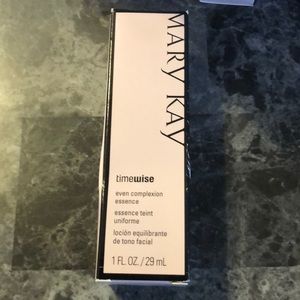 MARY KAY
timewise
even complexion
essence
essence teint
uniforme
loción equilibrante
de tono facial
1 FL. OZ. / 29 mL